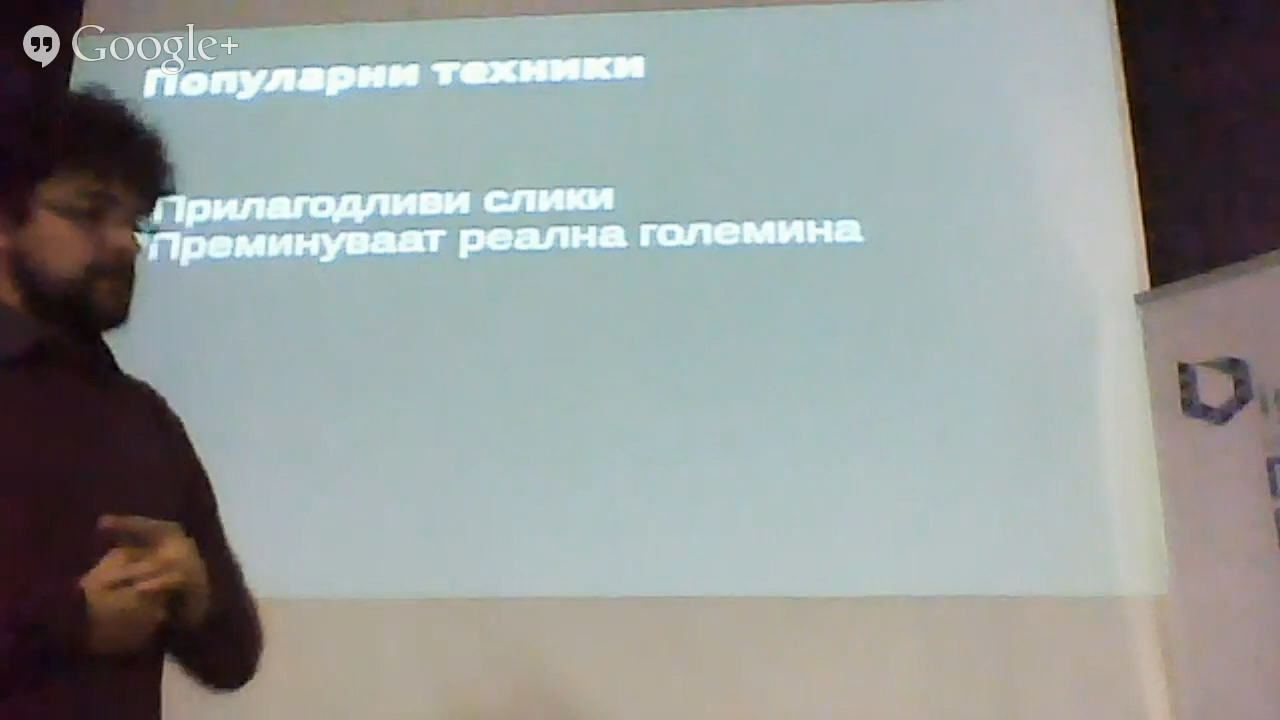 Google+
Популарни техники
Прилагодливи слики
Преминуваат реална големина